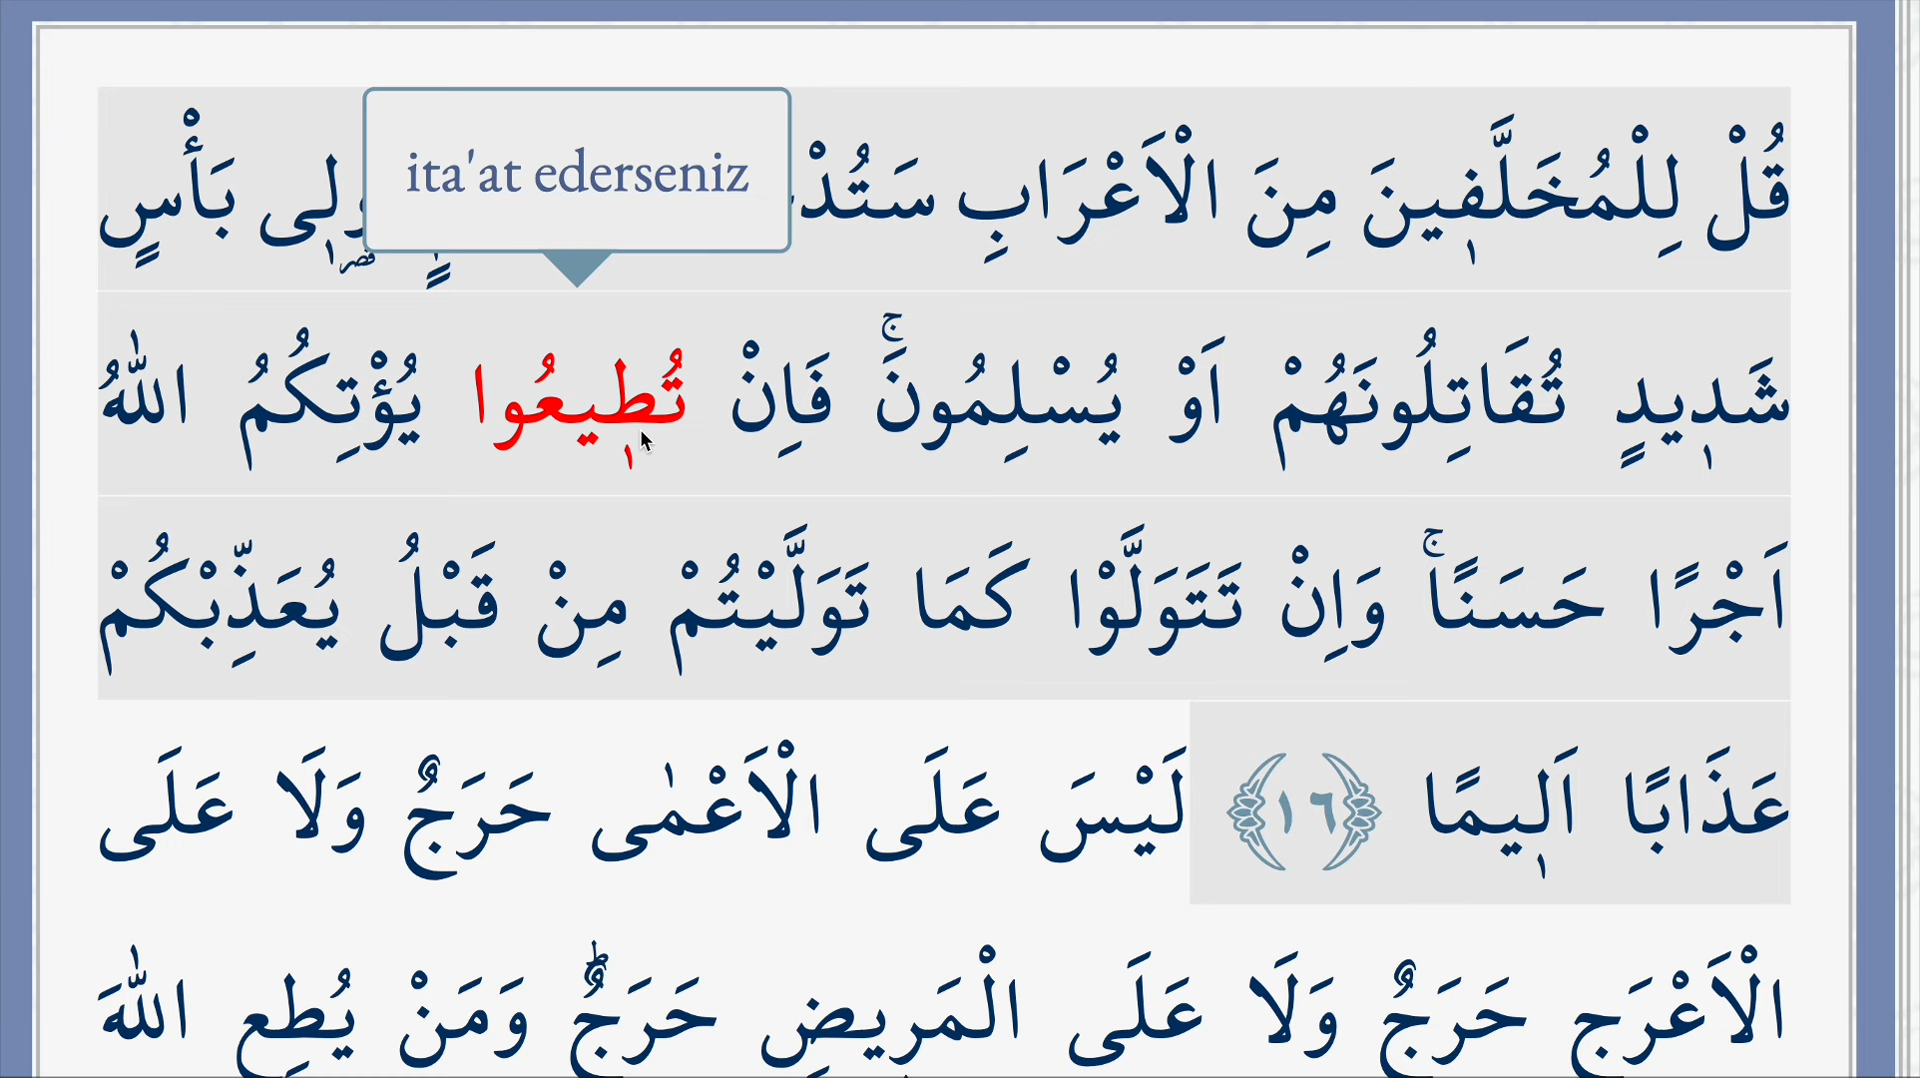 ita'at ederseniz
قُلْ لِلْمُخَلَّف۪ينَ مِنَ الْاَعْرَابِ سَتُدْ بَأْسٍ
شَد۪يدٍ تُقَاتِلُونَهُمْ اَوْ يُسْلِمُونَۚ فَاِنْ تُط۪يعُوا يُؤْتِكُمُ اللّٰهُ
اَجْرًا حَسَنًاۚ وَاِنْ تَتَوَلَّوْا كَمَا تَوَلَّيْتُمْ مِنْ قَبْلُ يُعَذِّبْكُمْ
عَذَابًا اَل۪يمًا ﴿١٦﴾ لَيْسَ عَلَى الْاَعْمٰى حَرَجٌ وَلَا عَلَى
الْاَعْرَجِ حَرَجٌ وَلَا عَلَى الْمَر۪يضِ حَرَجٌۜ وَمَنْ يُطِعِ اللّٰهَ